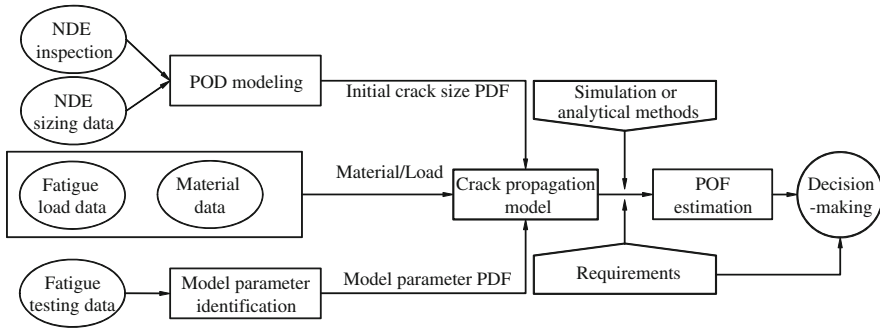 NDE
inspection
NDE
sizing data
POD modeling
Initial crack size PDF
Simulation or
analytical methods
Fatigue
load data
Material
data
Material/Load
Crack propagation
model
POF
estimation
Decision
-making
Fatigue
testing data
Model parameter
identification
Model parameter PDF
Requirements